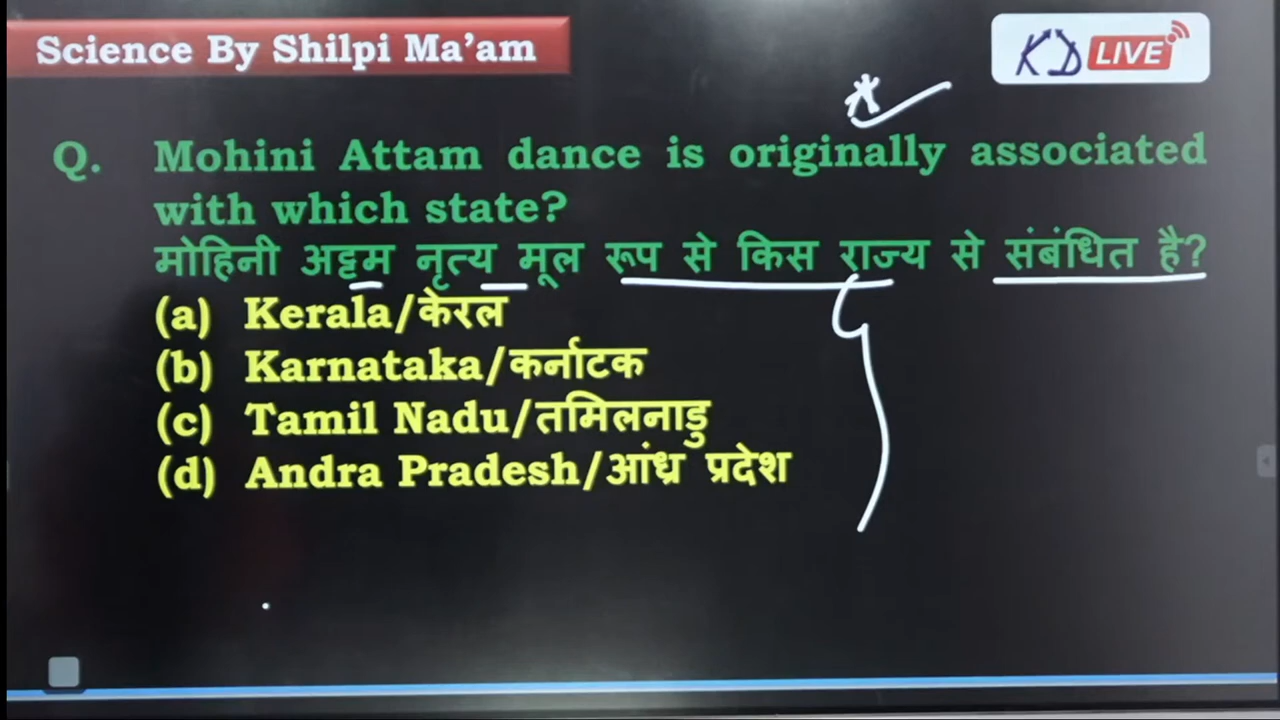 Science By Shilpi Ma’am
KD LIVE
Q. Mohini Attam dance is originally associated
with which state?
मोहिनी अट्टम नृत्य मूल रूप से किस राज्य से संबंधित है?
(a) Kerala/केरल
(b) Karnataka/कर्नाटक
(c) Tamil Nadu/तमिलनाडु
(d) Andra Pradesh/आंध्र प्रदेश